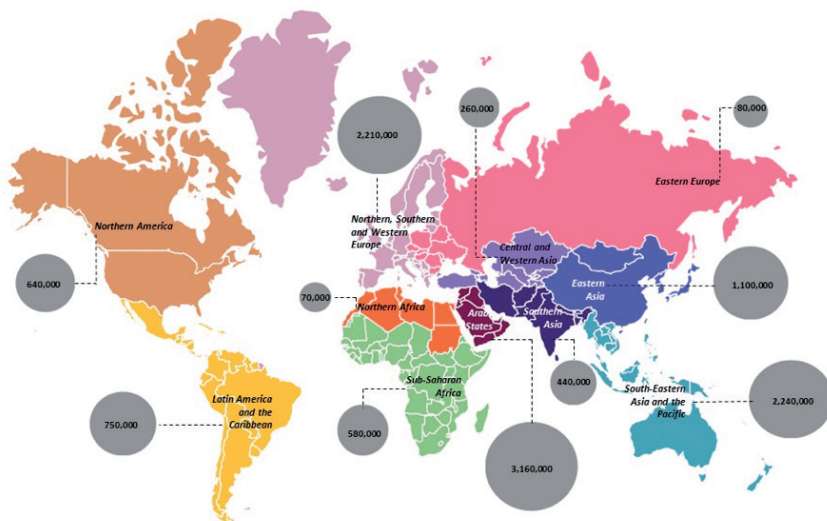 260,000
80,000
2,210,000
Eastern Europe
Northern America
Northern, Southern
and Western
Europe
Central and
Western Asia
640,000
Eastern
Asia
1,100,000
70,000
Northern Africa
Arab
States
Southern
Asia
Sub-Saharan
Africa
440,000
South-Eastern
Asia and the
Pacific
2,240,000
Latin America
and the
Caribbean
750,000
580,000
3,160,000